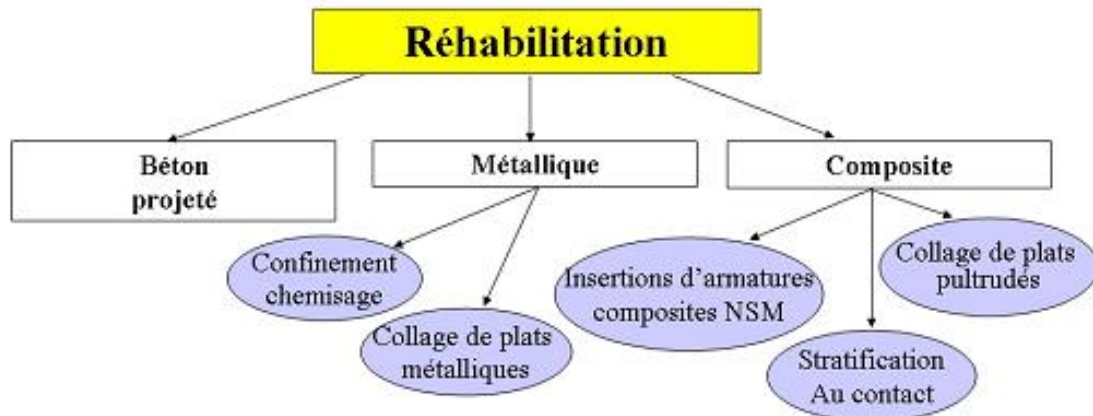 Réhabilitation
Béton
projeté
Métallique
Composite
Confinement
chemisage
Collage de plats
métalliques
Insertions d'armatures
composites NSM
Stratification
Au contact
Collage de plats
pultrudés